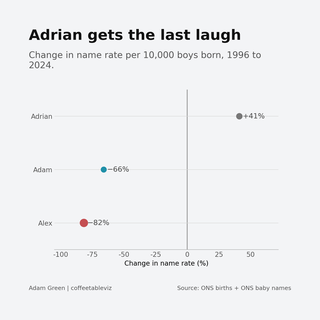 Adrian gets the last laugh
Change in name rate per 10,000 boys born, 1996 to
2024.
Adrian
+41%
Adam
−66%
Alex
−82%
-100 -75 -50 -25 0 25 50
Change in name rate (%)
Adam Green | coffeetableviz
Source: ONS births + ONS baby names